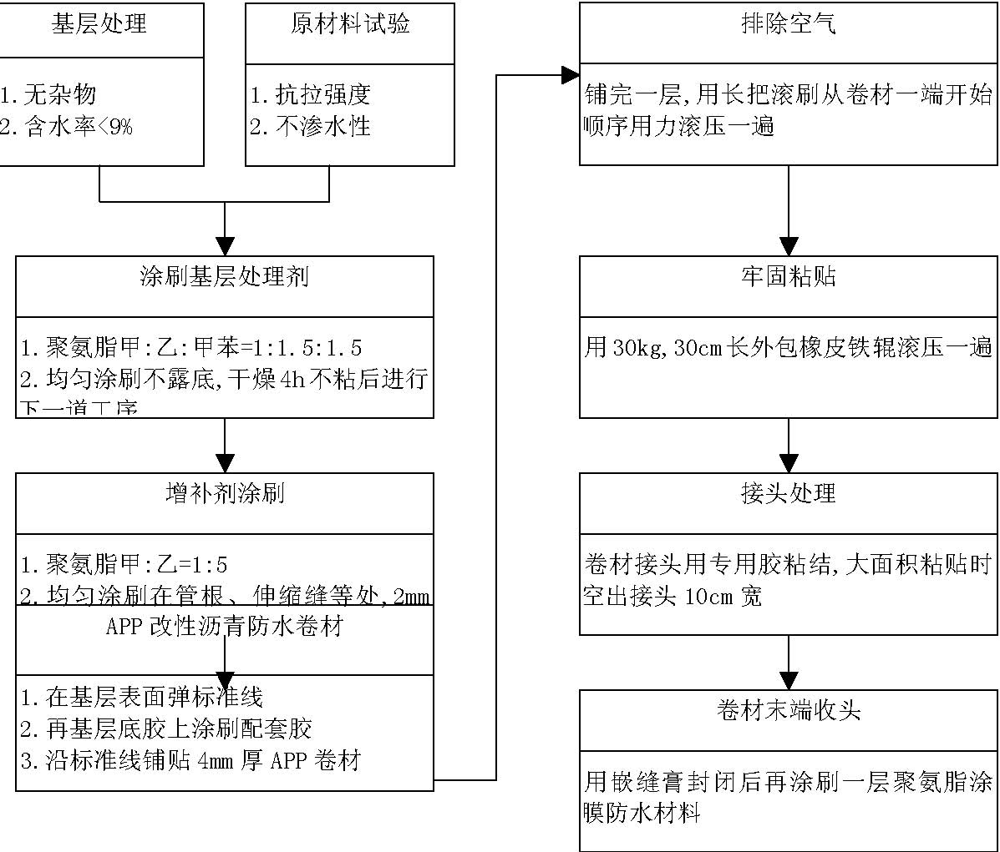 基层处理
1.无杂物
2.含水率<9%
原材料试验
1.抗拉强度
2.不渗水性
涂刷基层处理剂
1.聚氨脂甲:乙:甲苯=1:1.5:1.5
2.均匀涂刷不露底,干燥4h不粘后进行
下一道工序
增补剂涂刷
1.聚氨脂甲:乙=1:5
2.均匀涂刷在管根、伸缩缝等处,2mm
APP改性沥青防水卷材
1.在基层表面弹标准线
2.再基层底胶上涂刷配套胶
3.沿标准线铺贴4mm厚APP卷材
排除空气
铺完一层,用长把滚刷从卷材一端开始
顺序用力滚压一遍
牢固粘贴
用30kg,30cm长外包橡皮铁辊滚压一遍
接头处理
卷材接头用专用胶粘结,大面积粘贴时
空出接头10cm宽
卷材末端收头
用嵌缝膏封闭后再涂刷一层聚氨脂涂
膜防水材料